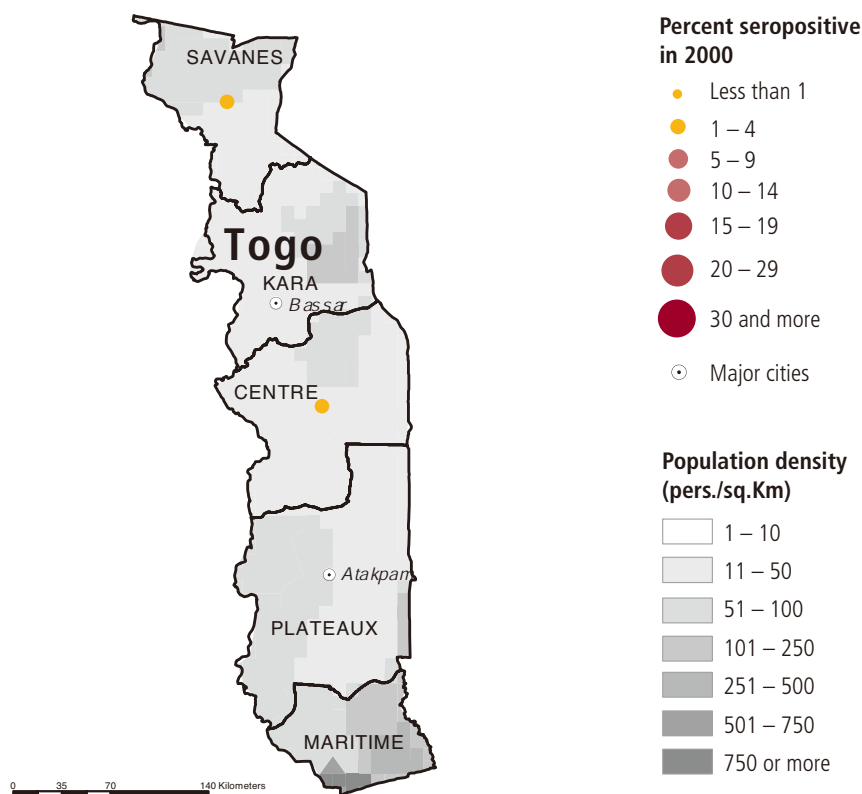 SAVANES
Togo
KARA
Bassar
CENTRE
Atakpam
PLATEAUX
MARITIME
0 35 70 140 Kilometers
Percent seropositive
in 2000
Less than 1
1 – 4
5 – 9
10 – 14
15 – 19
20 – 29
30 and more
Major cities
Population density
(pers./sq.Km)
1 – 10
11 – 50
51 – 100
101 – 250
251 – 500
501 – 750
750 or more